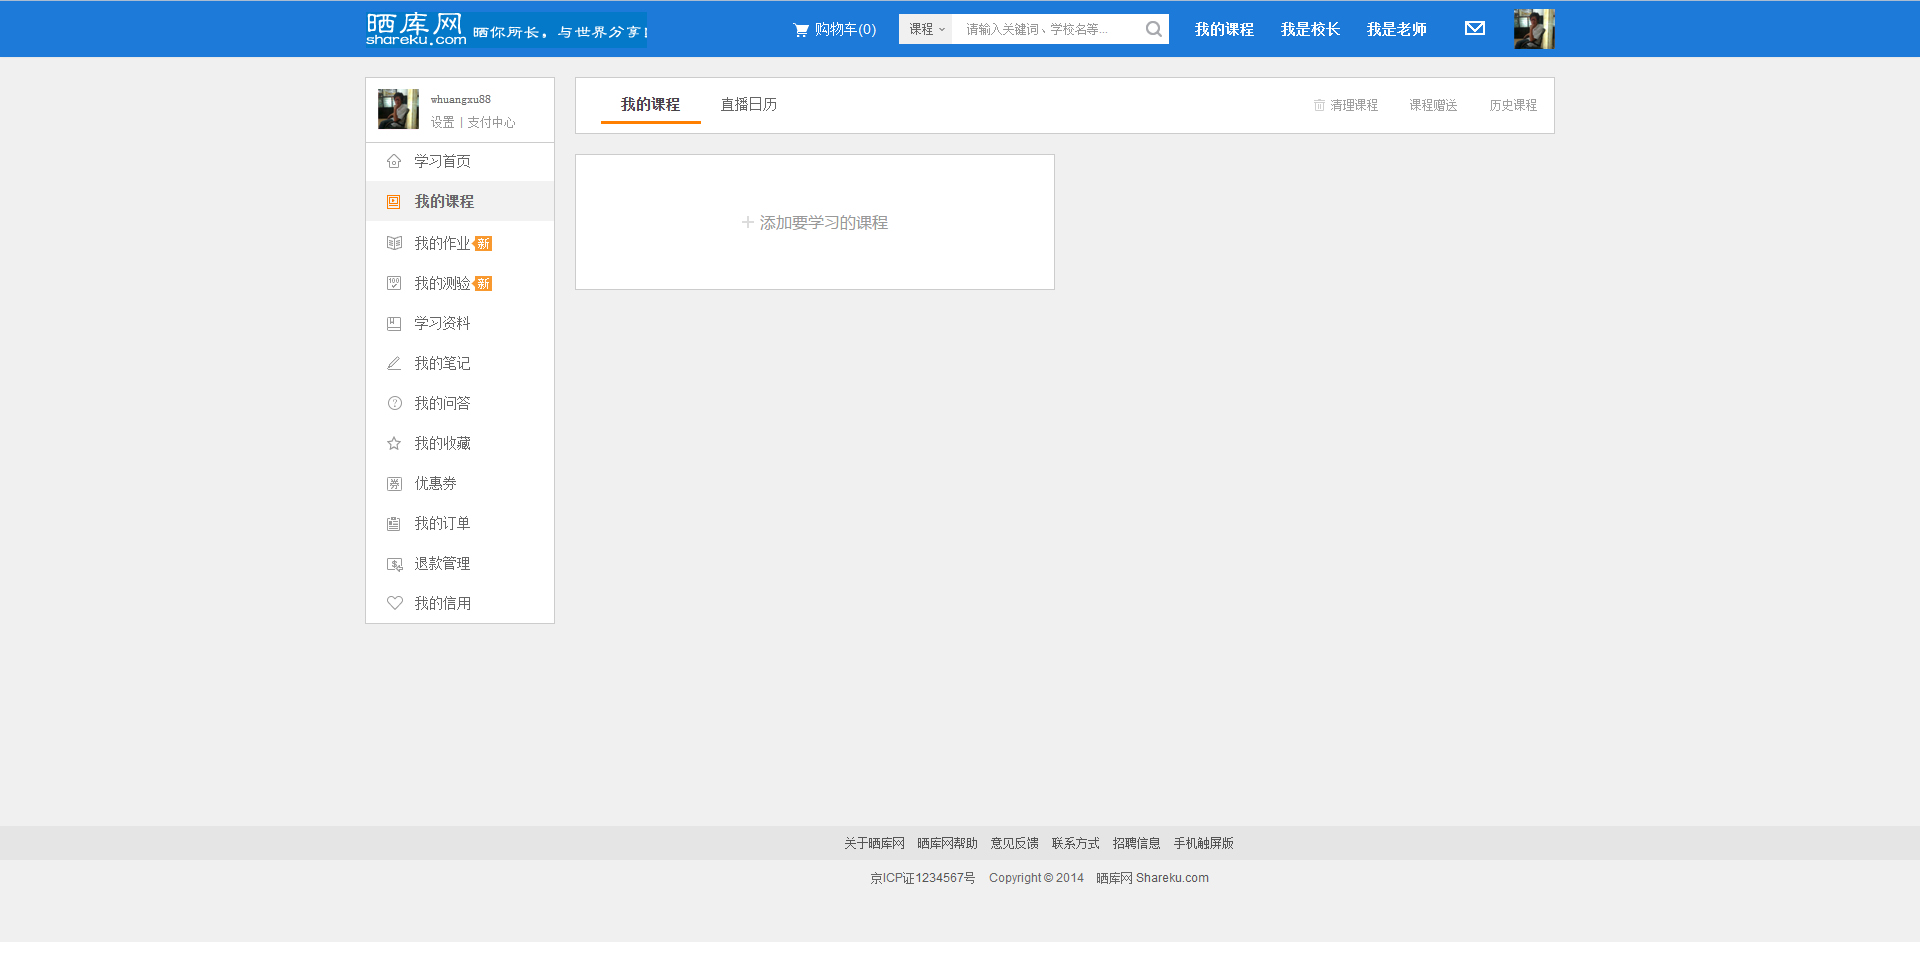 晒库网
shareku.com 晒你所长，与世界分享!
购物车(0)
课程 请输入关键词、学校名等...
我的课程 我是校长 我是老师
whuangxu88
设置 | 支付中心
学习首页
我的课程
我的作业 新
我的测验 新
学习资料
我的笔记
我的问答
我的收藏
优惠券
我的订单
退款管理
我的信用
我的课程 直播日历 清理课程 课程赠送 历史课程
+ 添加要学习的课程
关于晒库网 晒库网帮助 意见反馈 联系方式 招聘信息 手机触屏版
京ICP证1234567号 Copyright © 2014 晒库网 Shareku.com